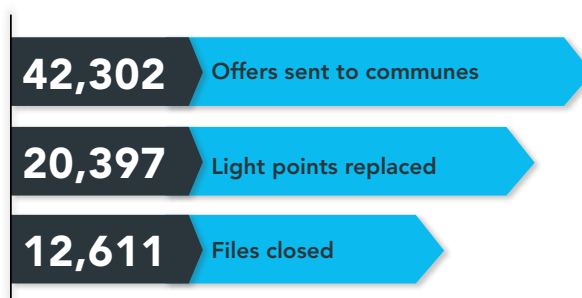 42,302 Offers sent to communes
20,397 Light points replaced
12,611 Files closed